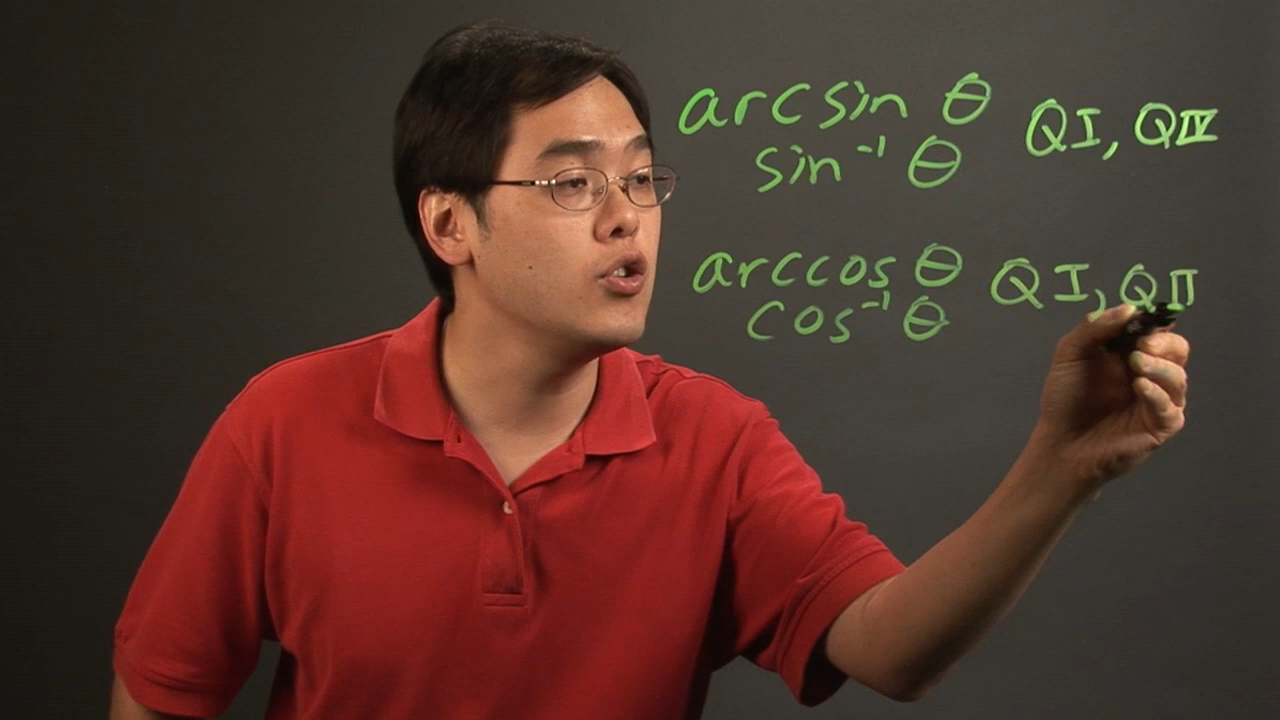 arcsin θ QI, QIV
sin⁻¹ θ
arccos θ QI, QII
cos⁻¹ θ